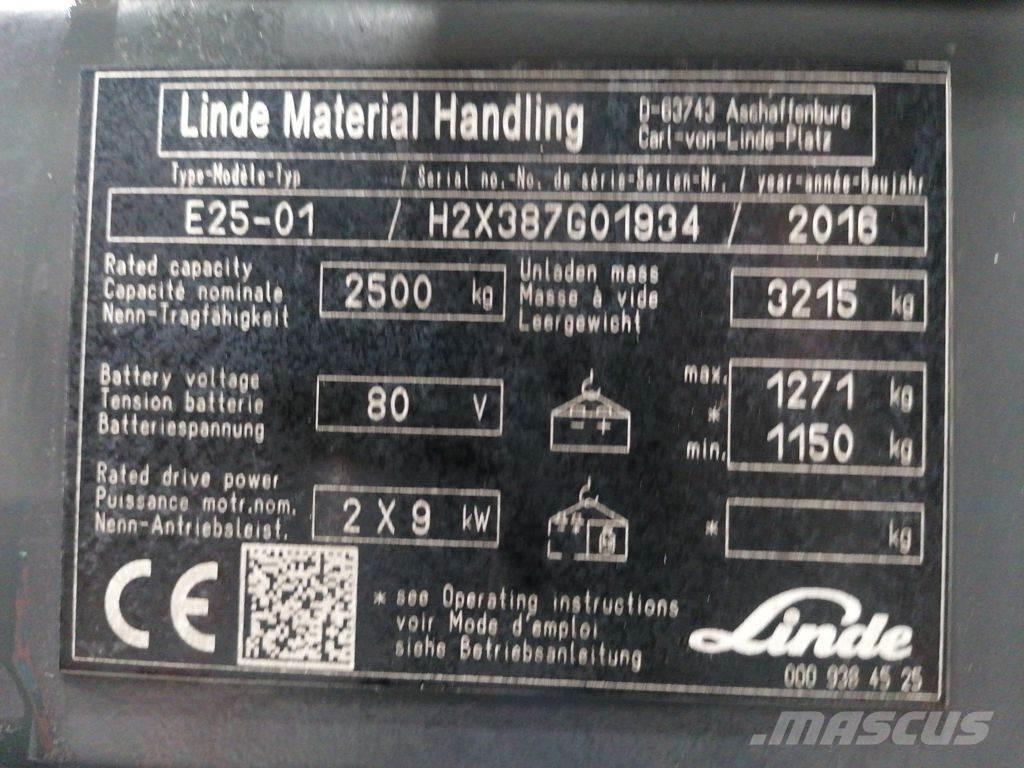 Linde Material Handling
D-63743 Aschaffenburg
Carl-von-Linde-Platz
Type-Modèle-Typ / Serial no.-No. de série-Serien-Nr. / year-année-Baujahr
E25-01 / H2X387G01934 / 2016
Rated capacity
Capacité nominale
Nenn-Tragfähigkeit
2500 kg
Unladen mass
Masse à vide
Leergewicht
3215 kg
Battery voltage
Tension batterie
Batteriespannung
80 V
- +
max. 1271 kg
*
min. 1150 kg
Rated drive power
Puissance motr.nom.
Nenn-Antriebsleist.
2 X 9 kW
**
* kg
CE
* see Operating instructions
voir Mode d'emploi
siehe Betriebsanleitung
Linde
000 938 45 25
.MASCUS